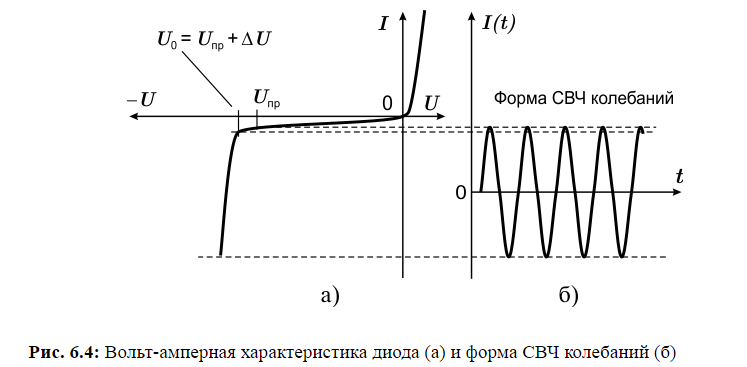 U₀ = Uпр + ΔU
I
I(t)
–U
Uпр
0
U
Форма СВЧ колебаний
t
0
а)
б)
Рис. 6.4: Вольт-амперная характеристика диода (а) и форма СВЧ колебаний (б)